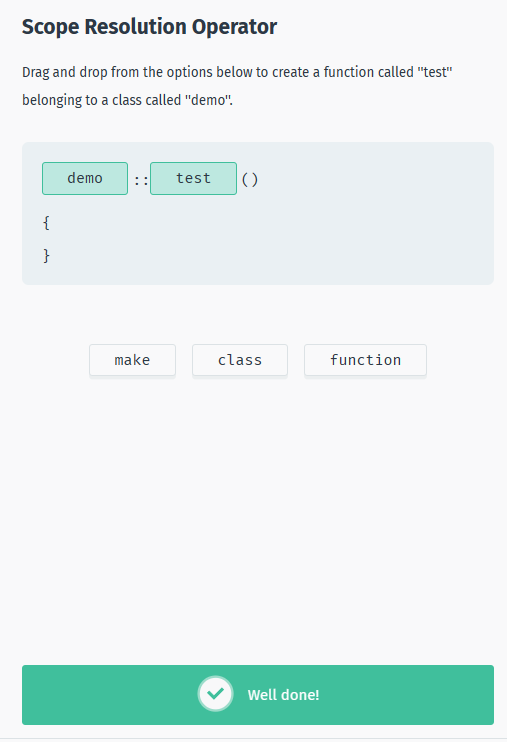 Scope Resolution Operator
Drag and drop from the options below to create a function called "test"
belonging to a class called "demo".
demo :: test ()
{
}
make class function
Well done!